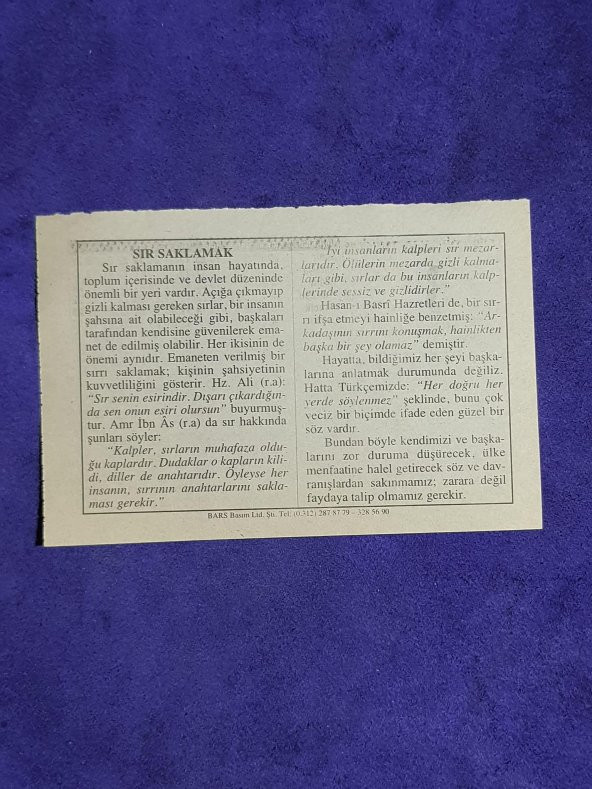 SIR SAKLAMAK
Sır saklamanın insan hayatında,
toplum içerisinde ve devlet düzeninde
önemli bir yeri vardır. Açığa çıkmayıp
gizli kalması gereken sırlar, bir insanın
şahsına ait olabileceği gibi, başkaları
tarafından kendisine güvenilerek ema-
net de edilmiş olabilir. Her ikisinin de
önemi aynıdır. Emaneten verilmiş bir
sırrı saklamak; kişinin şahsiyetinin
kuvvetliliğini gösterir. Hz. Ali (r.a):
"Sır senin esirindir. Dışarı çıkardığın-
da sen onun esiri olursun" buyurmuş-
tur. Amr İbn Âs (r.a) da sır hakkında
şunları söyler:
"Kalpler, sırların muhafaza oldu-
ğu kaplardır. Dudaklar o kapların kili-
di, diller de anahtarıdır. Öyleyse her
insanın, sırrının anahtarlarını sakla-
ması gerekir."
"İyi insanların kalpleri sır mezar-
larıdır. Ölülerin mezarda gizli kalma-
ları gibi, sırlar da bu insanların kalp-
lerinde sessiz ve gizlidirler."
Hasan-ı Basrî Hazretleri de, bir sır-
rı ifşa etmeyi hainliğe benzetmiş: "Ar-
kadaşının sırrını konuşmak, hainlikten
başka bir şey olamaz" demiştir.
Hayatta, bildiğimiz her şeyi başka-
larına anlatmak durumunda değiliz.
Hatta Türkçemizde: "Her doğru her
yerde söylenmez" şeklinde, bunu çok
veciz bir biçimde ifade eden güzel bir
söz vardır.
Bundan böyle kendimizi ve başka-
larını zor duruma düşürecek, ülke
menfaatine halel getirecek söz ve dav-
ranışlardan sakınmamız; zarara değil
faydaya talip olmamız gerekir.
BARS Basım Ltd. Şti. Tel: (0.312) 287 87 79 - 328 56 90